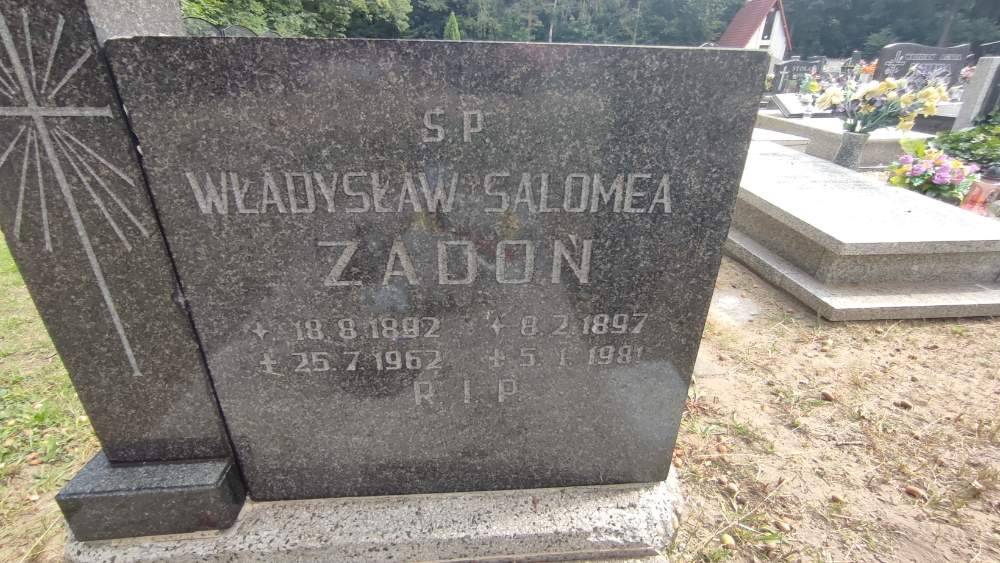 Ś P
WŁADYSŁAW SALOMEA
ZADOŃ
18.8.1892 8.2.1897
25.7.1962 5.1.1981
R I P